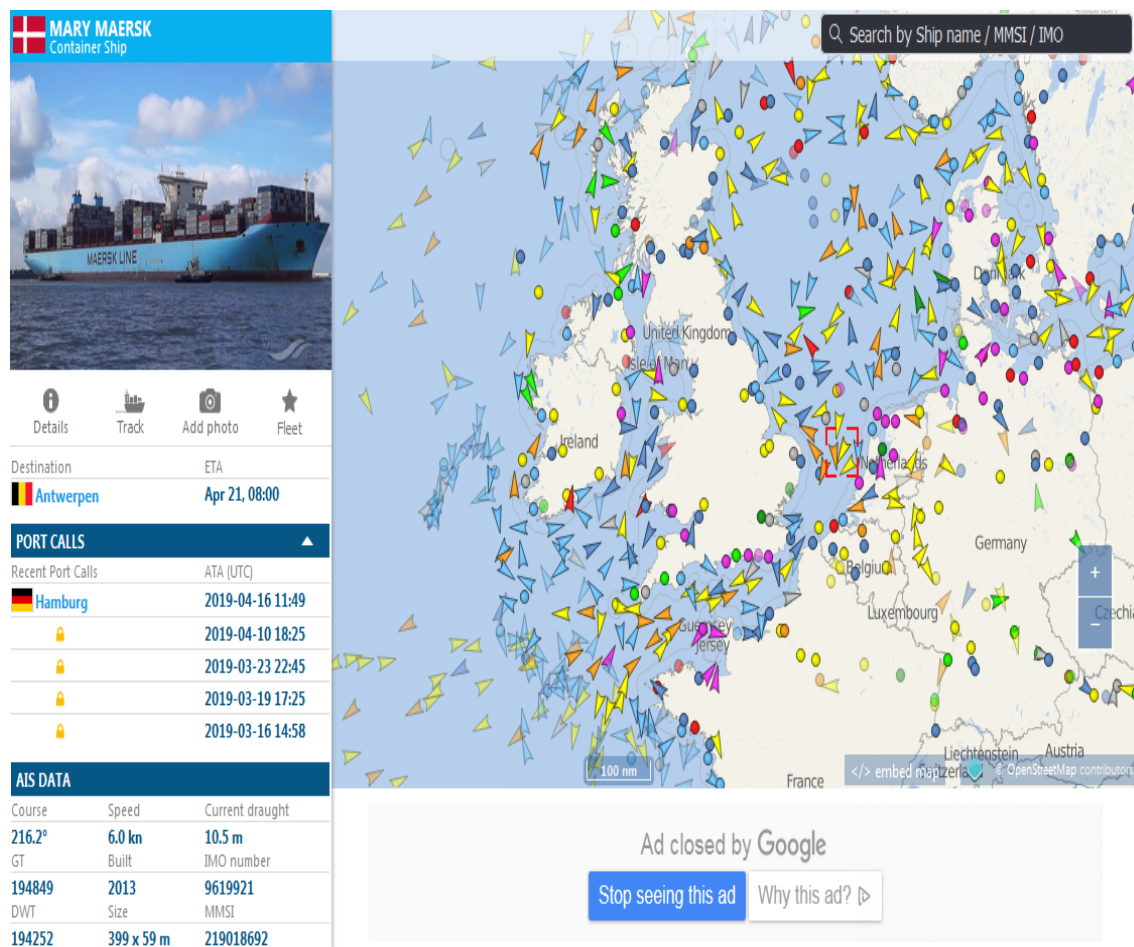 MARY MAERSK
Container Ship
Search by Ship name / MMSI / IMO
MAERSK LINE
Details
Track
Add photo
Fleet
Destination
ETA
Antwerpen
Apr 21, 08:00
PORT CALLS
Recent Port Calls
ATA (UTC)
Hamburg
2019-04-16 11:49
2019-04-10 18:25
2019-03-23 22:45
2019-03-19 17:25
2019-03-16 14:58
AIS DATA
Course Speed Current draught
216.2° 6.0 kn 10.5 m
GT Built IMO number
194849 2013 9619921
DWT Size MMSI
194252 399 x 59 m 219018692
Denmark
United Kingdom
Isle of Man
Ireland
Netherlands
Germany
Belgium
Luxembourg
Czechia
Guernsey
Jersey
Liechtenstein
Austria
100 nm
France
</> embed map
© OpenStreetMap contributors
Ad closed by Google
Stop seeing this ad
Why this ad?